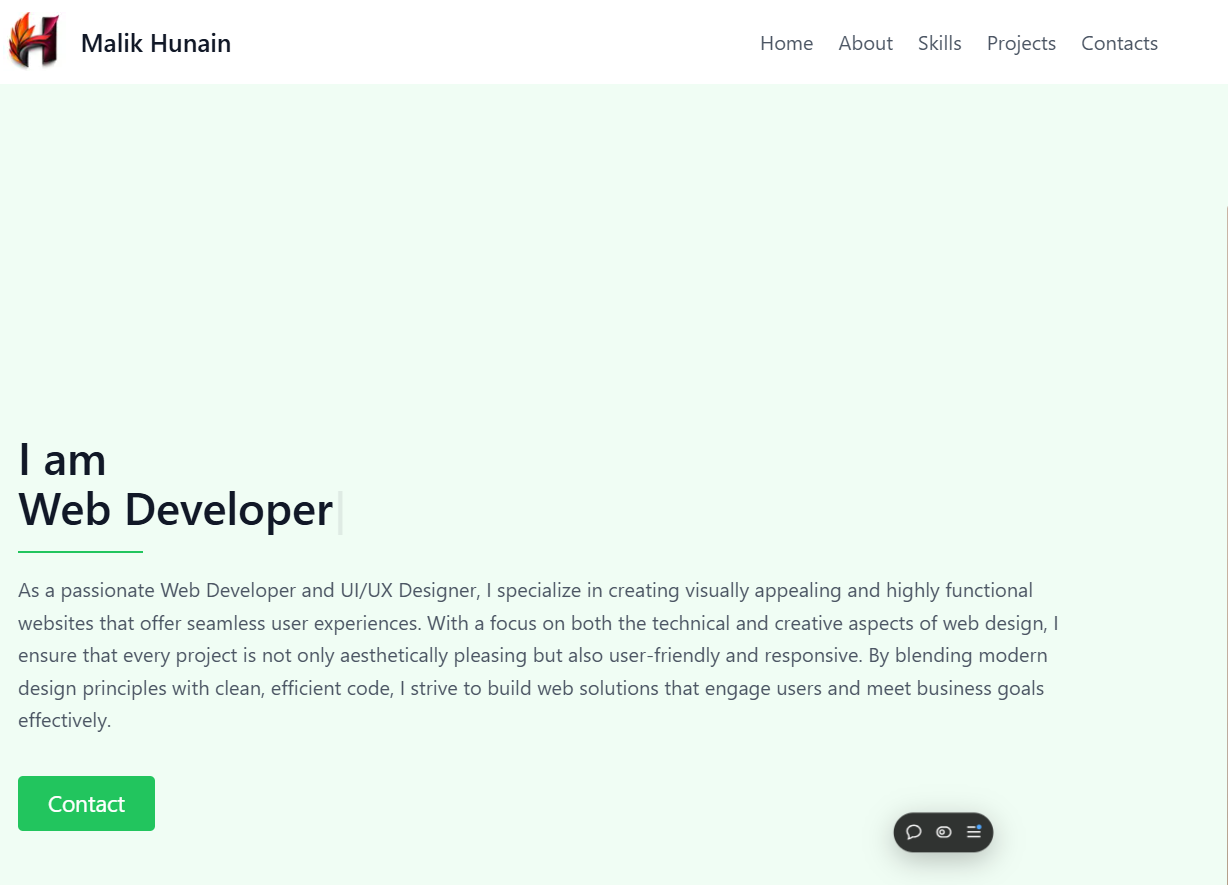 Malik Hunain
Home About Skills Projects Contacts
I am
Web Developer
As a passionate Web Developer and UI/UX Designer, I specialize in creating visually appealing and highly functional
websites that offer seamless user experiences. With a focus on both the technical and creative aspects of web design, I
ensure that every project is not only aesthetically pleasing but also user-friendly and responsive. By blending modern
design principles with clean, efficient code, I strive to build web solutions that engage users and meet business goals
effectively.
Contact